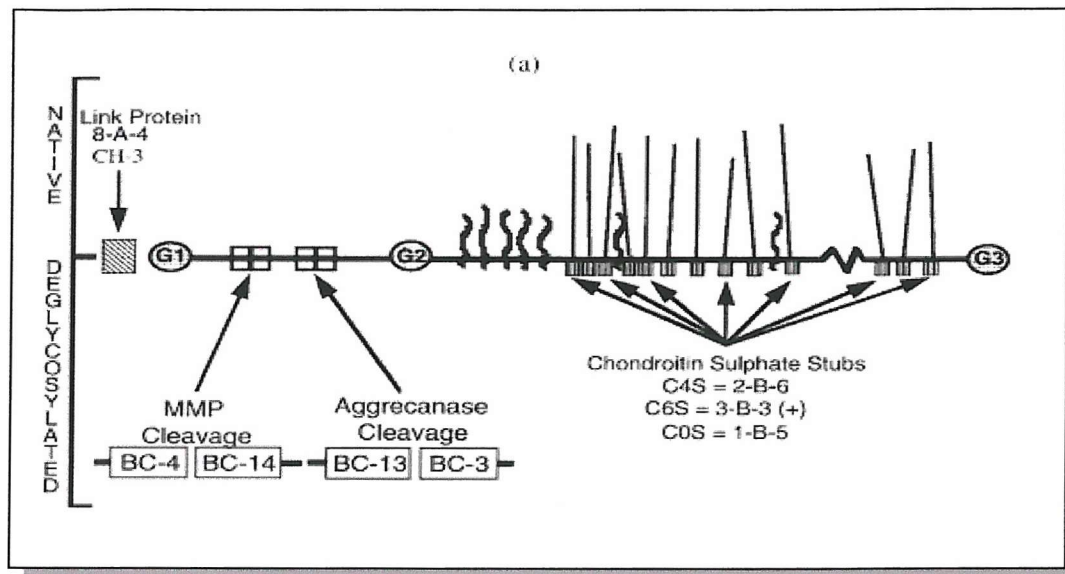 (a)
NATIVE
DEGLYCOSYLATED
Link Protein
8-A-4
CH-3
G1
G2
G3
MMP
Cleavage
BC-4 BC-14
Aggrecanase
Cleavage
BC-13 BC-3
Chondroitin Sulphate Stubs
C4S = 2-B-6
C6S = 3-B-3 (+)
C0S = 1-B-5